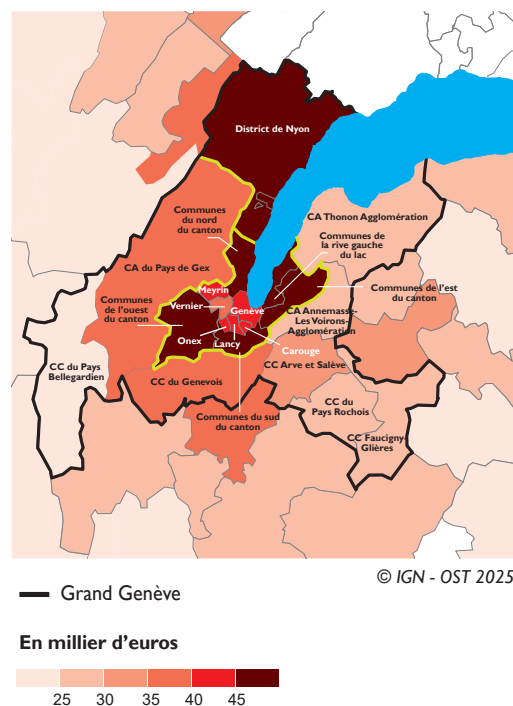 District de Nyon
Communes
du nord
du canton
CA Thonon Agglomération
Communes de
la rive gauche
du lac
CA du Pays de Gex
Meyrin
Communes de l'est
du canton
Communes
de l'ouest
du canton
Vernier
Genève
CA Annemasse-
Les Voirons-
Agglomération
Onex
Lancy
Carouge
CC du Pays
Bellegardien
CC Arve et Salève
CC du Genevois
CC du
Pays Rochois
Communes du sud
du canton
CC Faucigny-
Glières
© IGN - OST 2025
Grand Genève
En millier d'euros
25 30 35 40 45